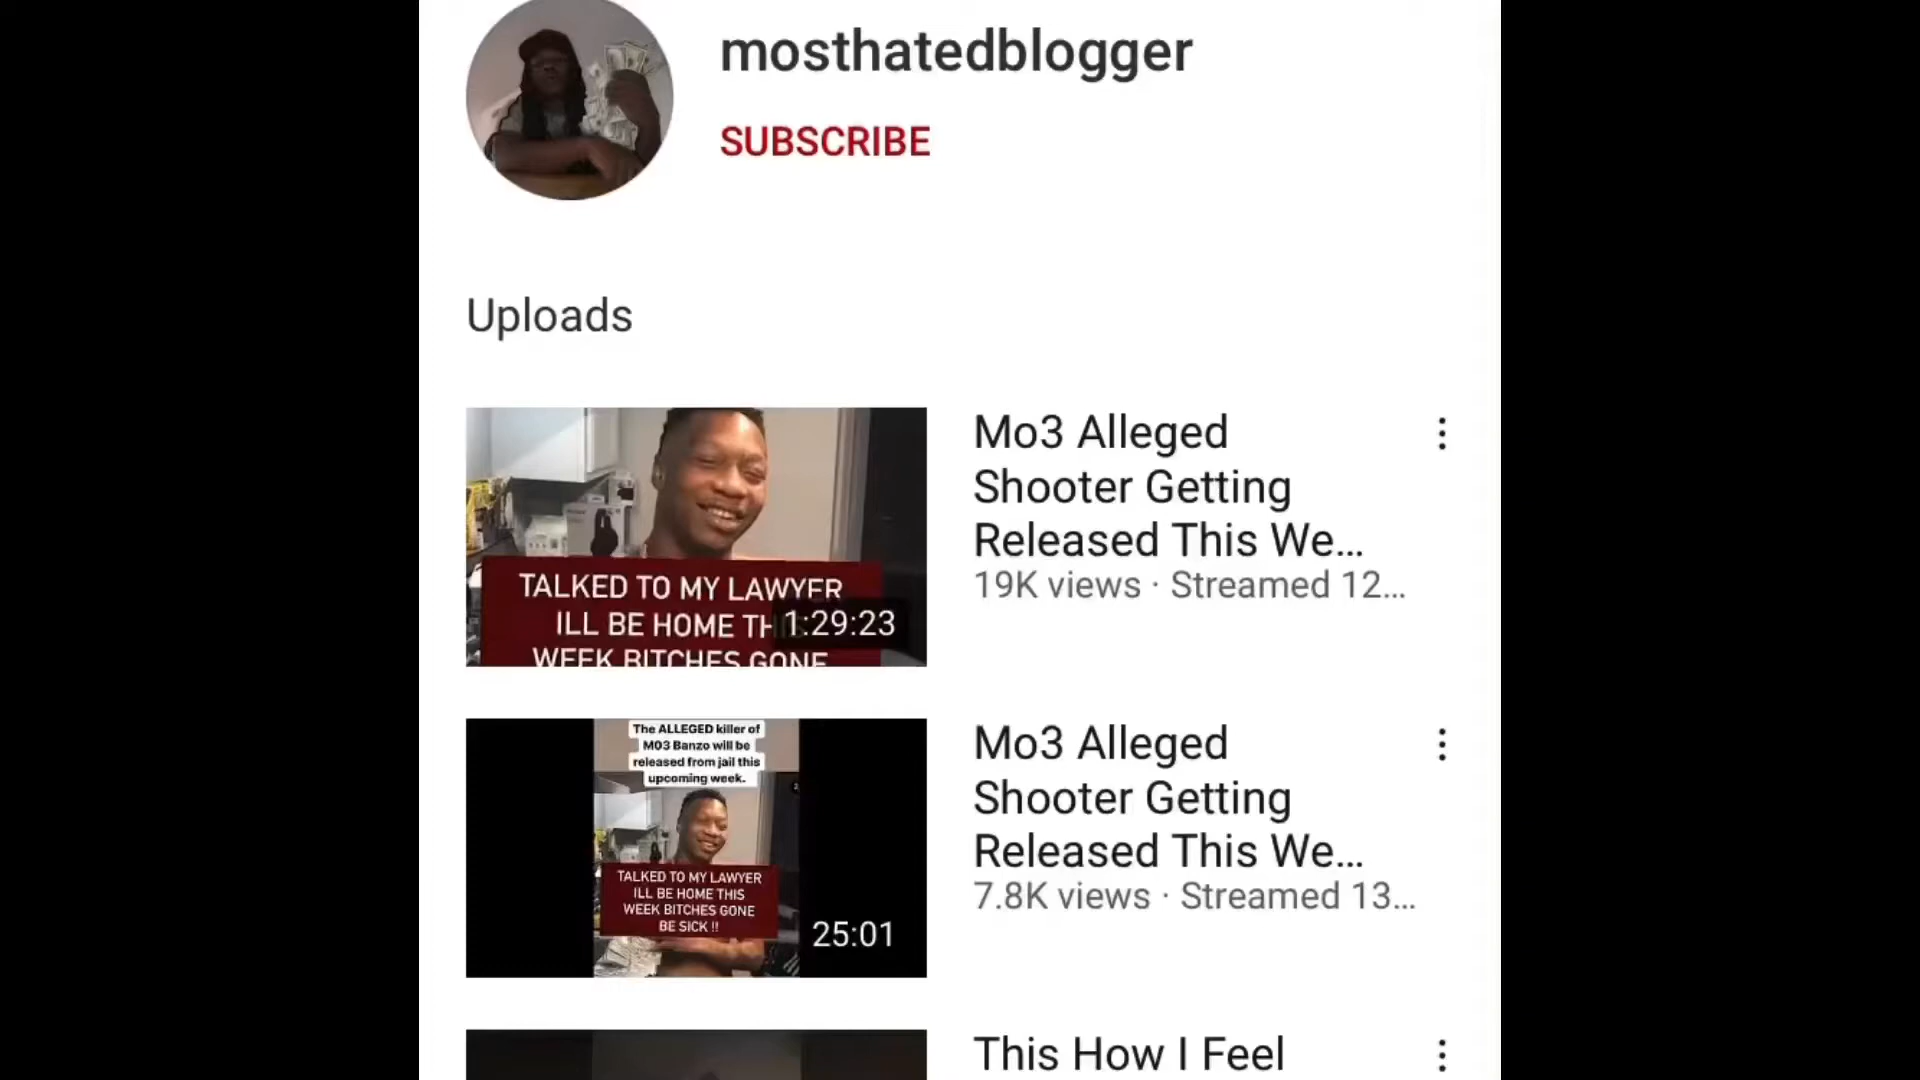 mosthatedblogger
SUBSCRIBE
Uploads
TALKED TO MY LAWYER
ILL BE HOME
WEEK BITCHES GONE
1:29:23
Mo3 Alleged
Shooter Getting
Released This We...
19K views · Streamed 12...
The ALLEGED killer of
MO3 Banzo will be
released from jail this
upcoming week.
TALKED TO MY LAWYER
ILL BE HOME THIS
WEEK BITCHES GONE
BE SICK !!
25:01
Mo3 Alleged
Shooter Getting
Released This We...
7.8K views · Streamed 13...
This How I Feel